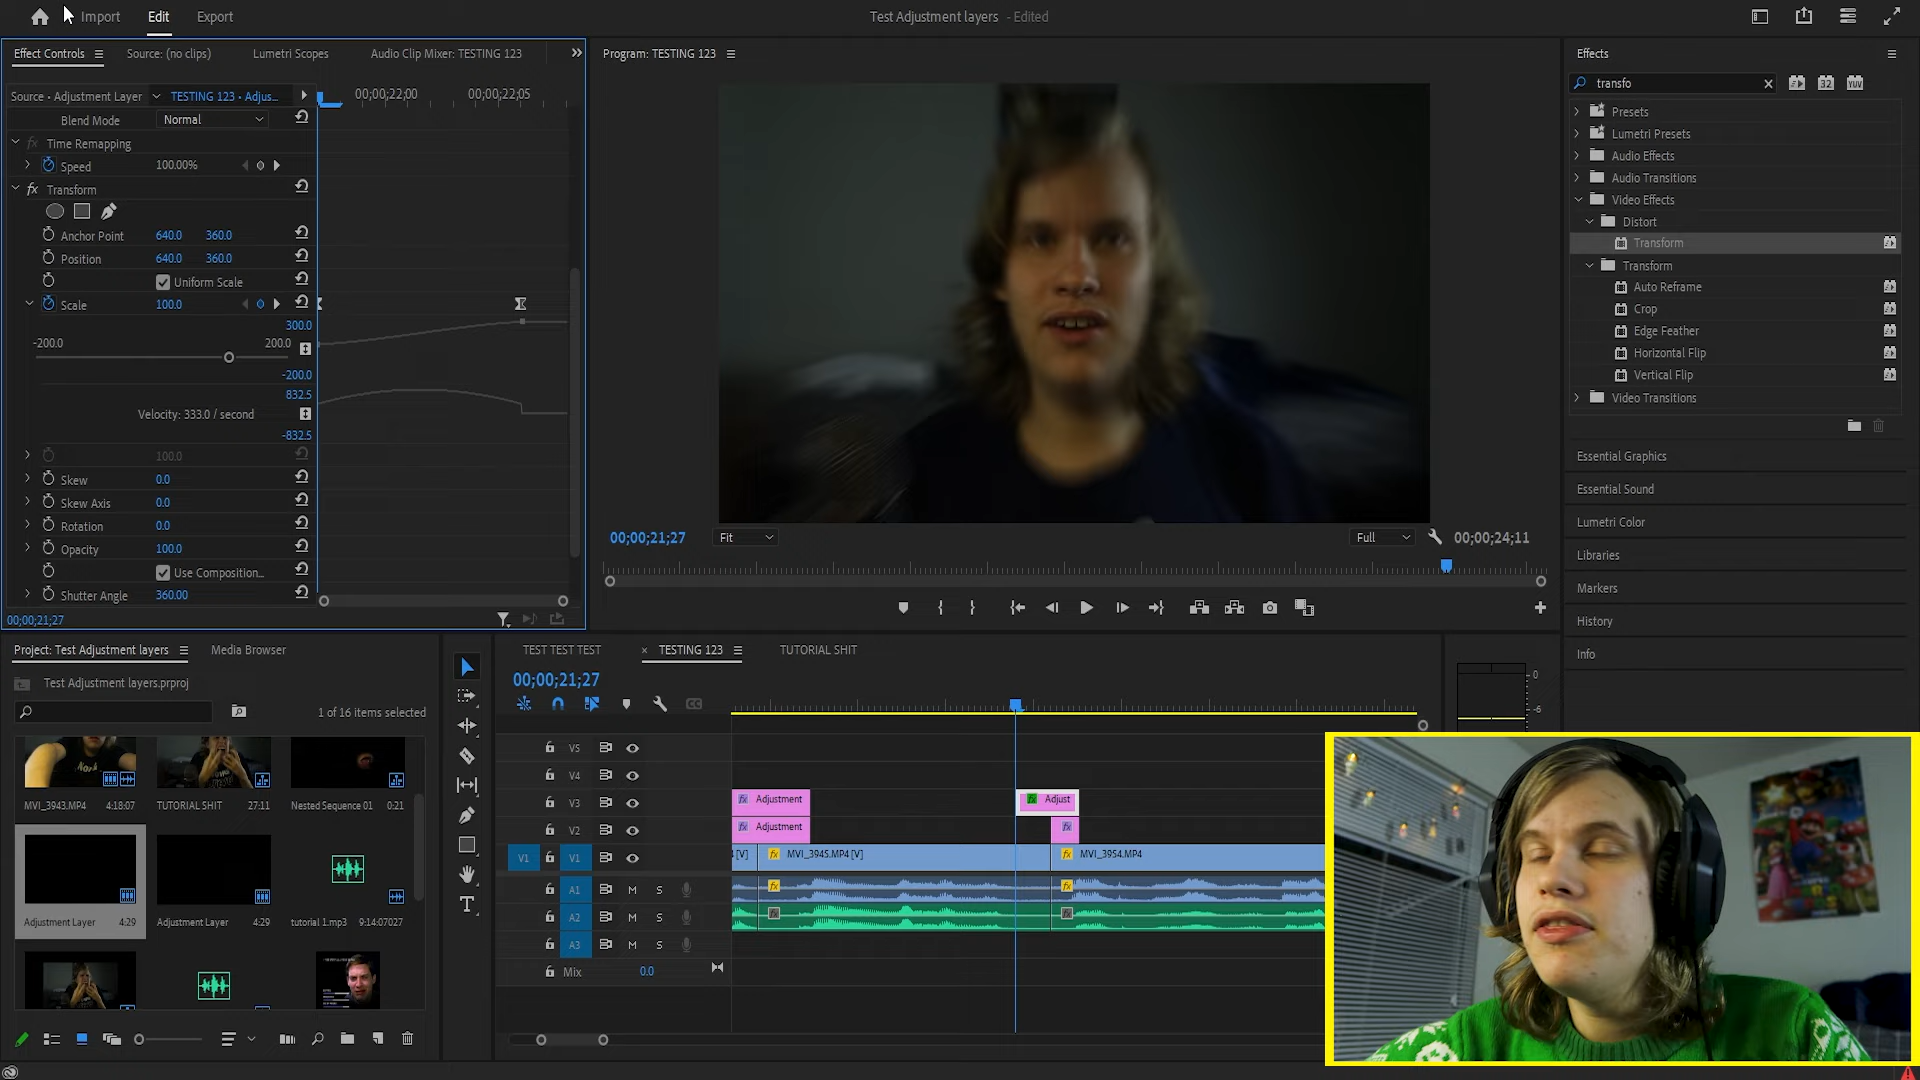 Import
Edit
Export
Test Adjustment layers - Edited
Effect Controls
Source: (no clips)
Lumetri Scopes
Audio Clip Mixer: TESTING 123
Source • Adjustment Layer
TESTING 123 • Adjus...
00;00;22;00
00;00;22;05
Blend Mode
Normal
Time Remapping
Speed
100.00%
fx
Transform
Anchor Point
640.0
360.0
Position
640.0
360.0
Uniform Scale
Scale
100.0
300.0
-200.0
200.0
-200.0
832.5
Velocity: 333.0 / second
-832.5
100.0
Skew
0.0
Skew Axis
0.0
Rotation
0.0
Opacity
100.0
Use Composition...
Shutter Angle
360.00
00;00;21;27
Program: TESTING 123
00;00;21;27
Fit
Full
00;00;24;11
Effects
transfo
32
YUV
Presets
Lumetri Presets
Audio Effects
Audio Transitions
Video Effects
Distort
Transform
Transform
Auto Reframe
Crop
Edge Feather
Horizontal Flip
Vertical Flip
Video Transitions
Essential Graphics
Essential Sound
Lumetri Color
Libraries
Markers
History
Info
Project: Test Adjustment layers
Media Browser
Test Adjustment layers.prproj
1 of 16 items selected
MVI_3943.MP4
4:18:07
TUTORIAL SHIT
27:11
Nested Sequence 01
0:21
Adjustment Layer
4:29
Adjustment Layer
4:29
tutorial 1.mp3
9:14:07027
TEST TEST TEST
TESTING 123
TUTORIAL SHIT
00;00;21;27
V5
V4
V3
Adjustment
Adjust
V2
Adjustment
V1
V1
[V]
MVI_3945.MP4 [V]
MVI_3954.MP4
A1
M
S
A2
M
S
A3
M
S
Mix
0.0
0
-6